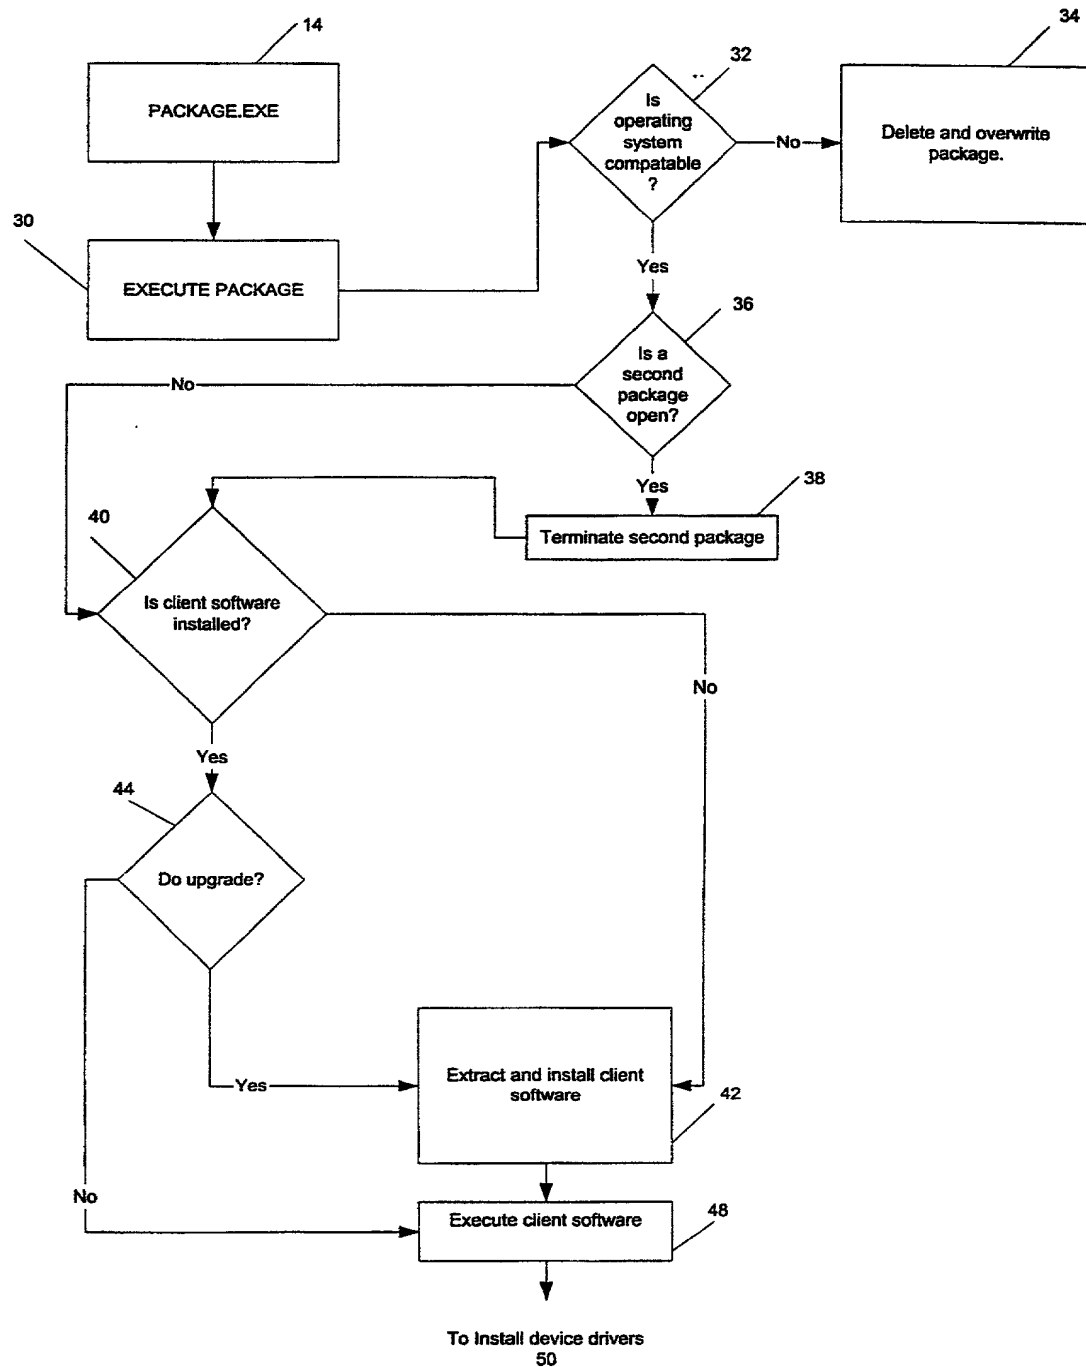 14
PACKAGE.EXE
30
EXECUTE PACKAGE
32
Is
operating
system
compatable
?
No
34
Delete and overwrite
package.
Yes
36
Is a
second
package
open?
No
Yes
38
Terminate second package
40
Is client software
installed?
No
Yes
44
Do upgrade?
Yes
Extract and install client
software
42
No
Execute client software
48
To Install device drivers
50